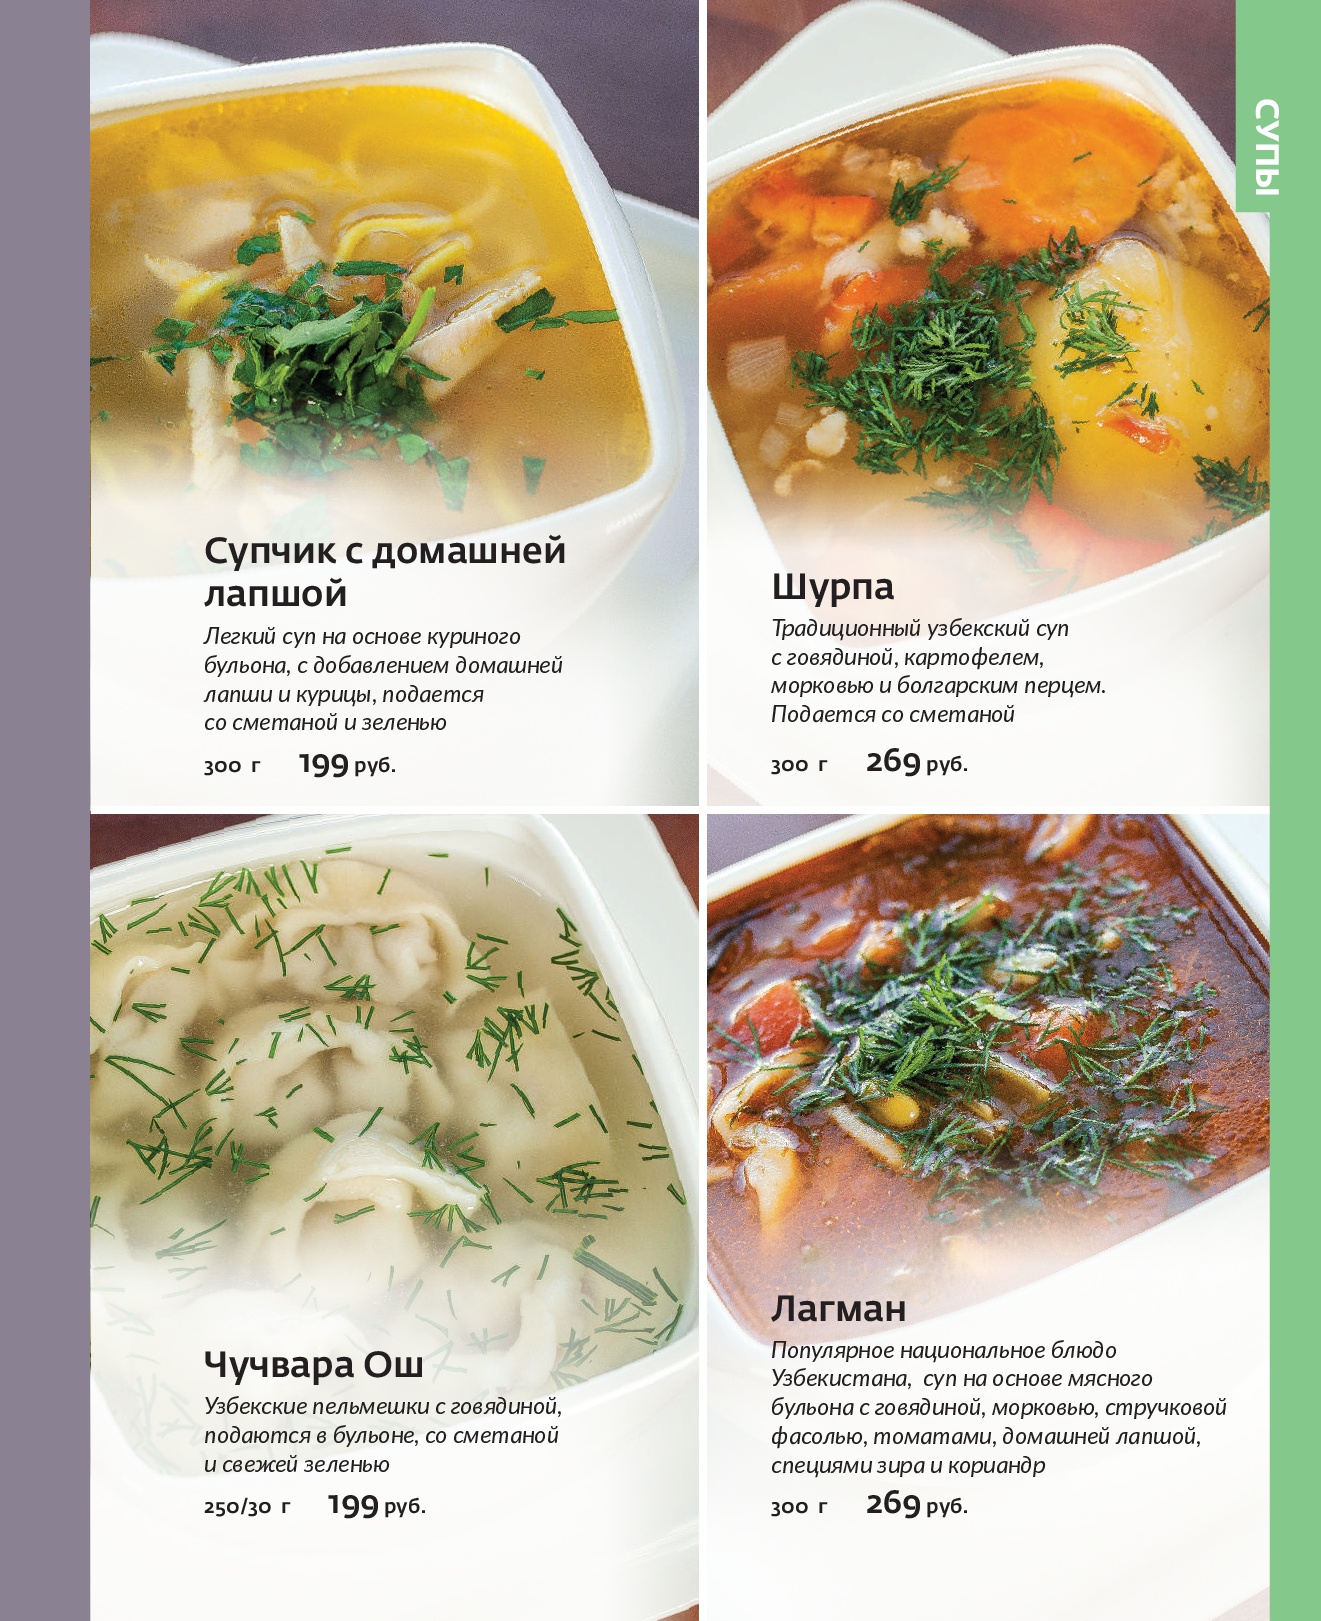 СУПЫ
Супчик с домашней
лапшой
Легкий суп на основе куриного
бульона, с добавлением домашней
лапши и курицы, подается
со сметаной и зеленью
300 г 199 руб.
Шурпа
Традиционный узбекский суп
с говядиной, картофелем,
морковью и болгарским перцем.
Подается со сметаной
300 г 269 руб.
Чучвара Ош
Узбекские пельмешки с говядиной,
подаются в бульоне, со сметаной
и свежей зеленью
250/30 г 199 руб.
Лагман
Популярное национальное блюдо
Узбекистана, суп на основе мясного
бульона с говядиной, морковью, стручковой
фасолью, томатами, домашней лапшой,
специями зира и кориандр
300 г 269 руб.